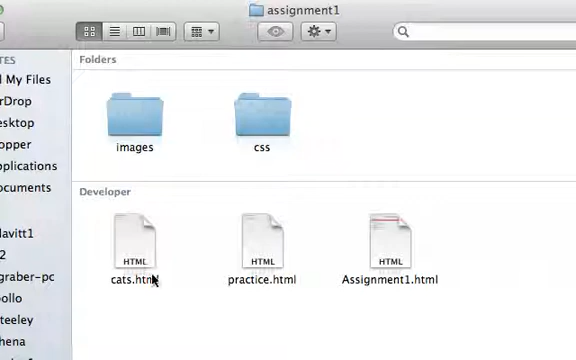 assignment1
TES
l My Files
rDrop
esktop
opper
pplications
ocuments
lavitt1
2
graber-pc
pollo
teeley
hena
Folders
images
css
Developer
HTML
HTML
HTML
cats.html
practice.html
Assignment1.html